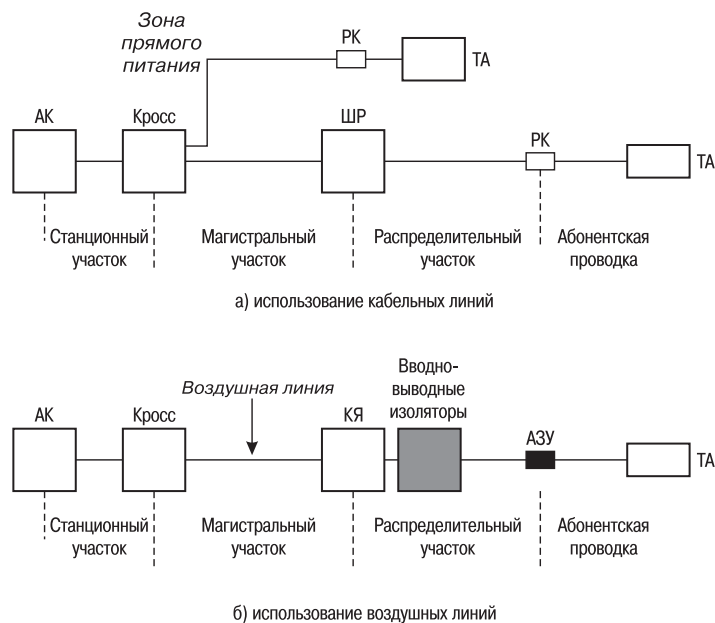 Зона
прямого
питания
РК
ТА
АК
Кросс
ШР
РК
ТА
Станционный
участок
Магистральный
участок
Распределительный
участок
Абонентская
проводка
а) использование кабельных линий
Воздушная линия
Вводно-
выводные
изоляторы
АК
Кросс
КЯ
АЗУ
ТА
Станционный
участок
Магистральный
участок
Распределительный
участок
Абонентская
проводка
б) использование воздушных линий